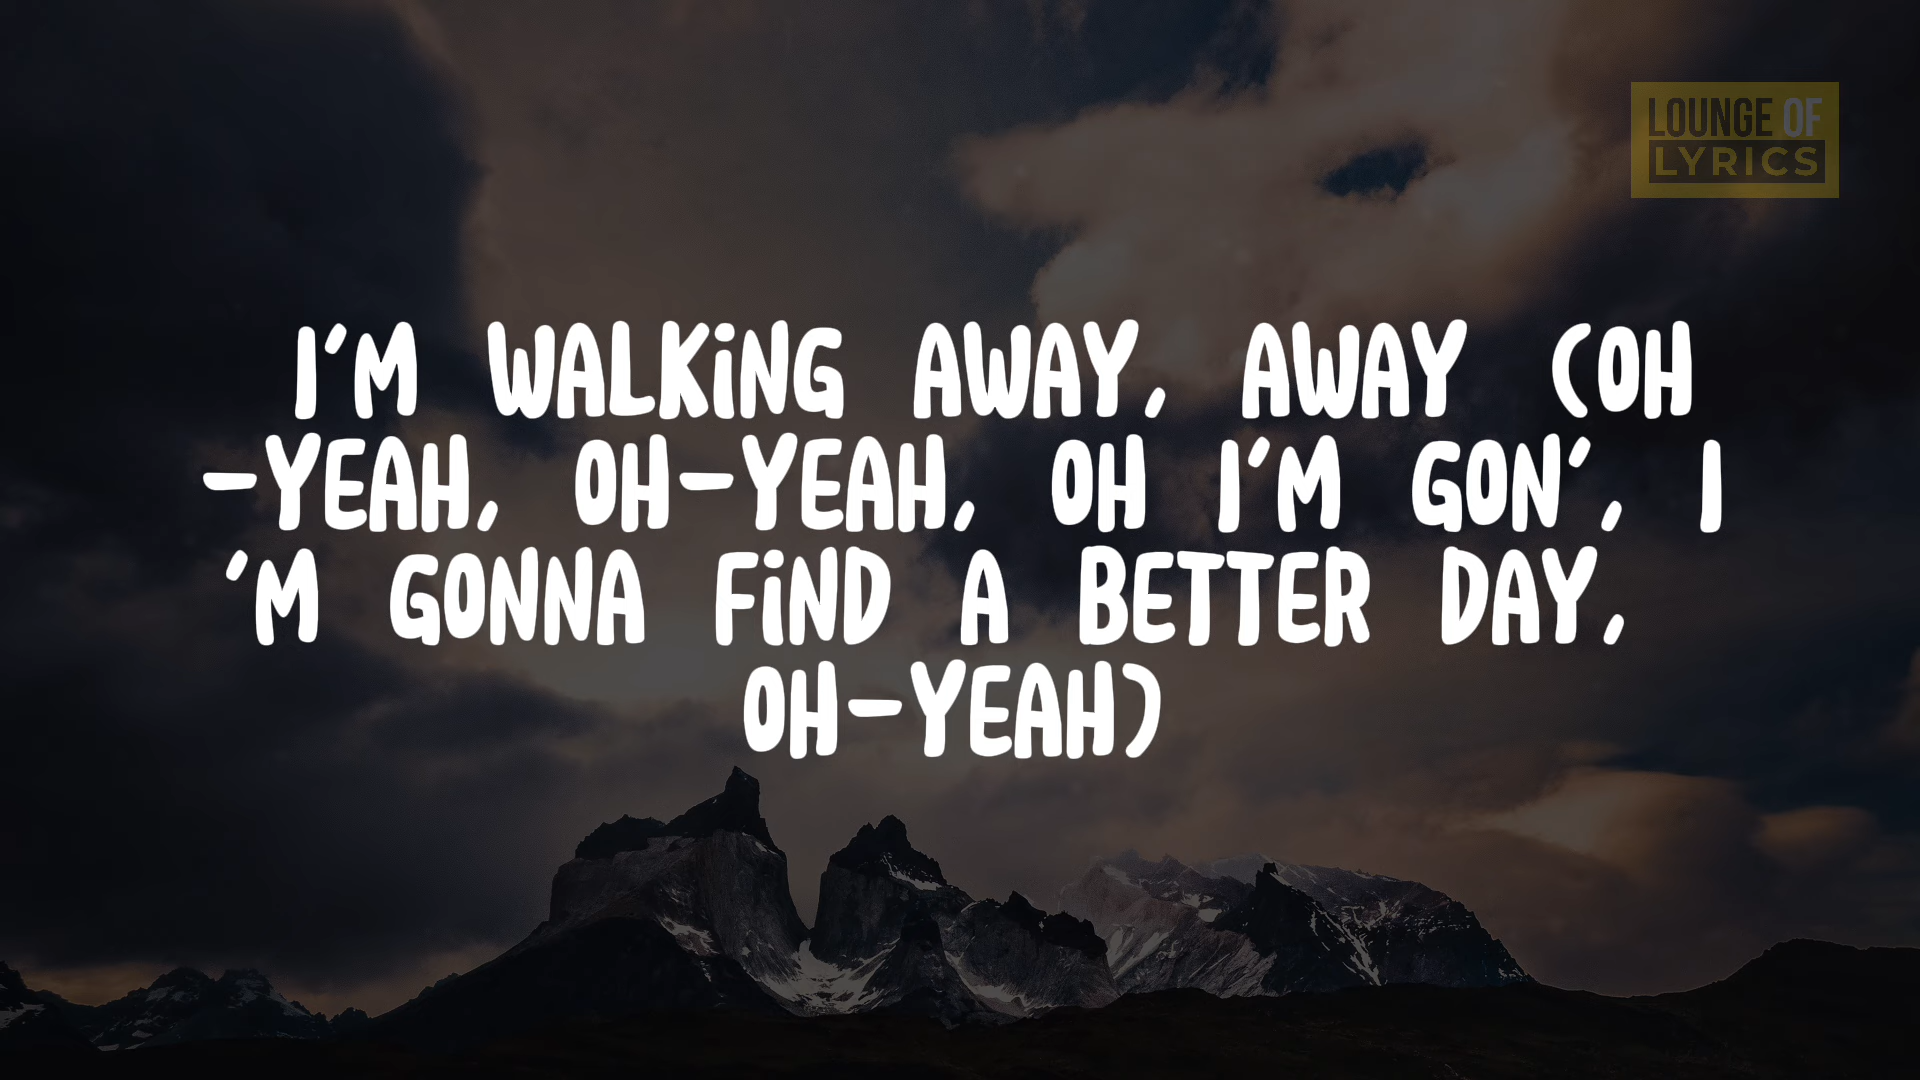 LOUNGE OF
LYRICS
I'M WALKING AWAY, AWAY (OH
-YEAH, OH-YEAH, OH I'M GON', I
'M GONNA FIND A BETTER DAY,
OH-YEAH)